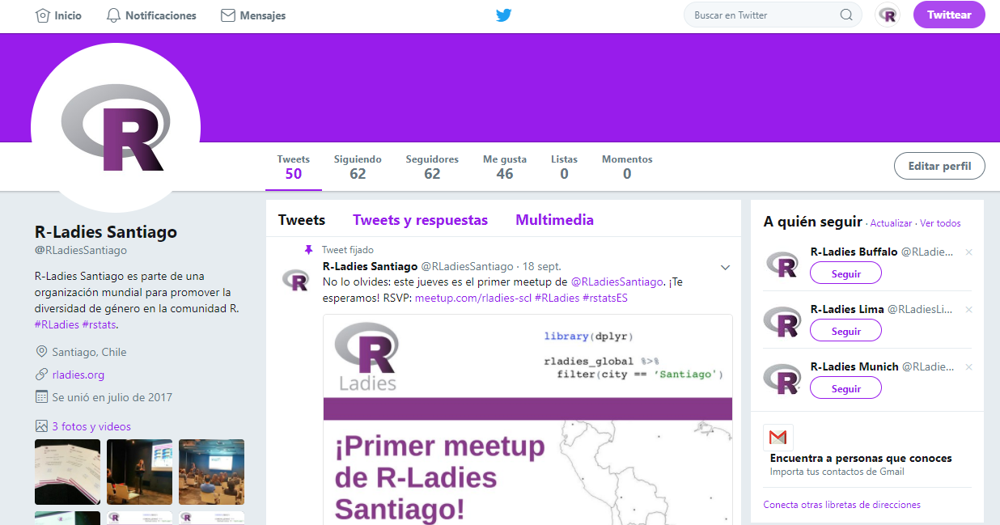 Inicio
Notificaciones
Mensajes
Buscar en Twitter
R
Twittear
R
Tweets
50
Siguiendo
62
Seguidores
62
Me gusta
46
Listas
0
Momentos
0
Editar perfil
R-Ladies Santiago
@RLadiesSantiago
R-Ladies Santiago es parte de una
organización mundial para promover la
diversidad de género en la comunidad R.
#RLadies #rstats.
Santiago, Chile
rladies.org
Se unió en julio de 2017
3 fotos y videos
Tweets
Tweets y respuestas
Multimedia
Tweet fijado
R
R-Ladies Santiago @RLadiesSantiago · 18 sept.
No lo olvides: este jueves es el primer meetup de @RLadiesSantiago. ¡Te
esperamos! RSVP: meetup.com/rladies-scl #RLadies #rstatsES
R
Ladies
library(dplyr)
rladies_global %>%
filter(city == 'Santiago')
¡Primer meetup
de R-Ladies
Santiago!
A quién seguir · Actualizar · Ver todos
R
R-Ladies Buffalo @RLadie...
Seguir
R
R-Ladies Lima @RLadiesLi...
Seguir
R
R-Ladies Munich @RLadie...
Seguir
Encuentra a personas que conoces
Importa tus contactos de Gmail
Conecta otras libretas de direcciones